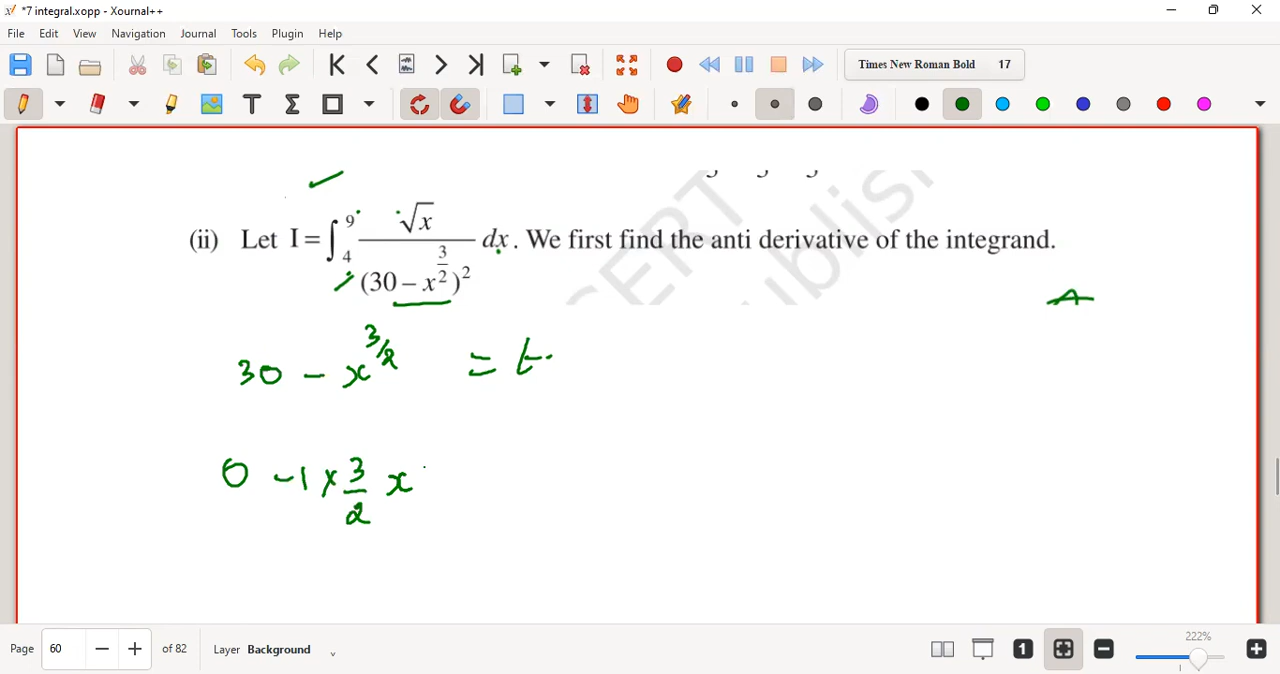 *7 integral.xopp - Xournal++
File Edit View Navigation Journal Tools Plugin Help
Times New Roman Bold 17
(ii) Let I = ∫₄⁹ √x / (30 – x^(3/2))² dx. We first find the anti derivative of the integrand.
30 – x^(3/2) = t
0 – 1 × 3/2 x
Page 60 of 82 Layer Background 222%